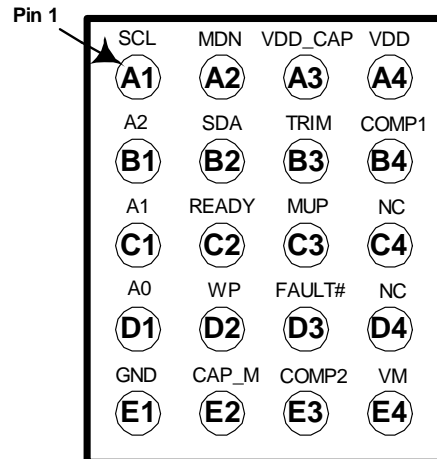 Pin 1
SCL MDN VDD_CAP VDD
A1 A2 A3 A4
A2 SDA TRIM COMP1
B1 B2 B3 B4
A1 READY MUP NC
C1 C2 C3 C4
A0 WP FAULT# NC
D1 D2 D3 D4
GND CAP_M COMP2 VM
E1 E2 E3 E4